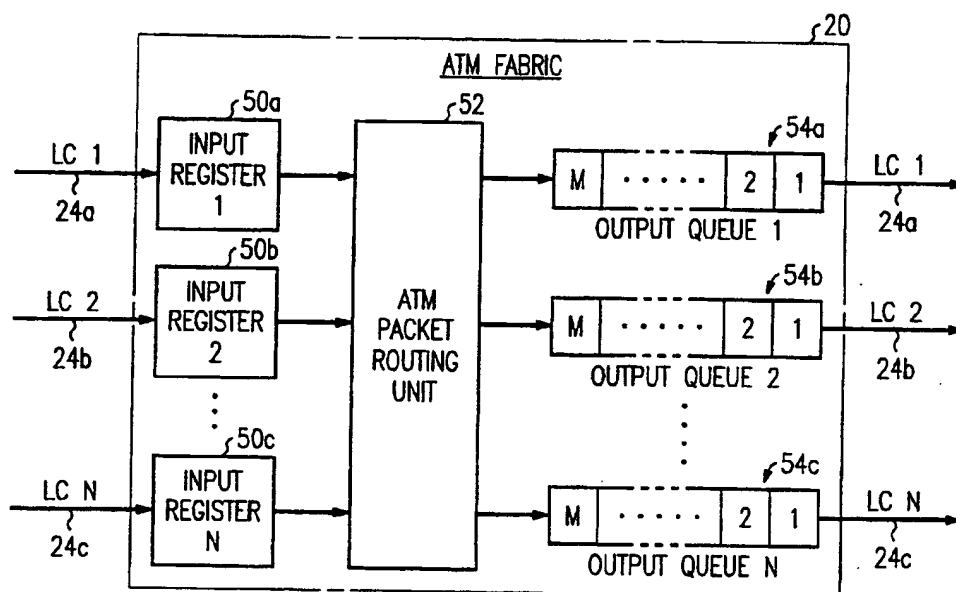 20
ATM FABRIC
50a
52
54a
LC 1
24a
INPUT
REGISTER
1
M ..... 2 1
OUTPUT QUEUE 1
LC 1
24a
50b
54b
LC 2
24b
INPUT
REGISTER
2
ATM
PACKET
ROUTING
UNIT
M ..... 2 1
OUTPUT QUEUE 2
LC 2
24b
50c
54c
LC N
24c
INPUT
REGISTER
N
M ..... 2 1
OUTPUT QUEUE N
LC N
24c